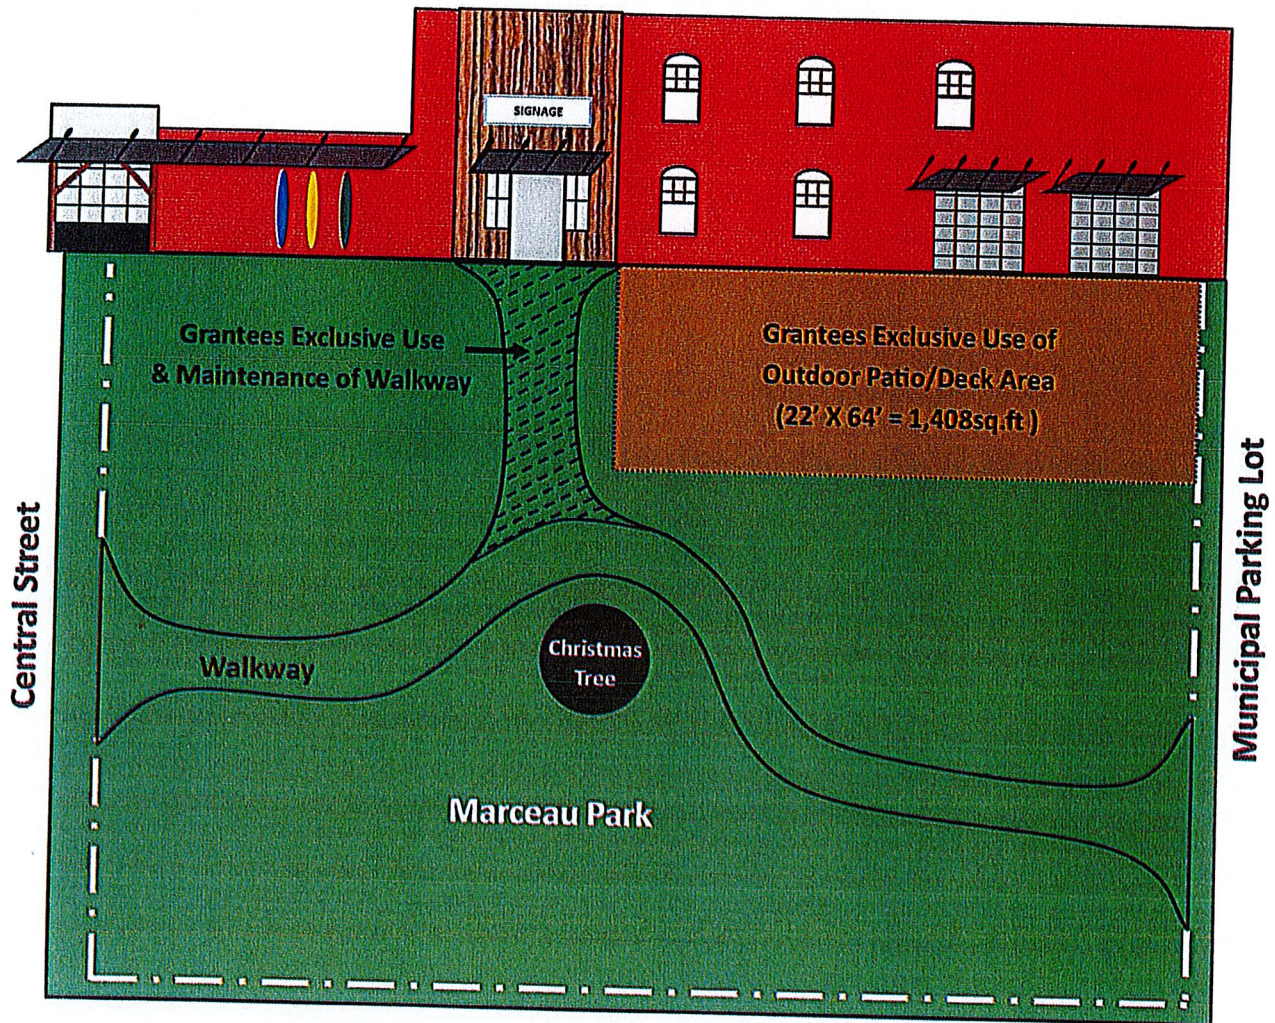 SIGNAGE
Grantees Exclusive Use
& Maintenance of Walkway
Grantees Exclusive Use of
Outdoor Patio/Deck Area
(22' X 64' = 1,408sq.ft )
Central Street
Municipal Parking Lot
Walkway
Christmas
Tree
Marceau Park